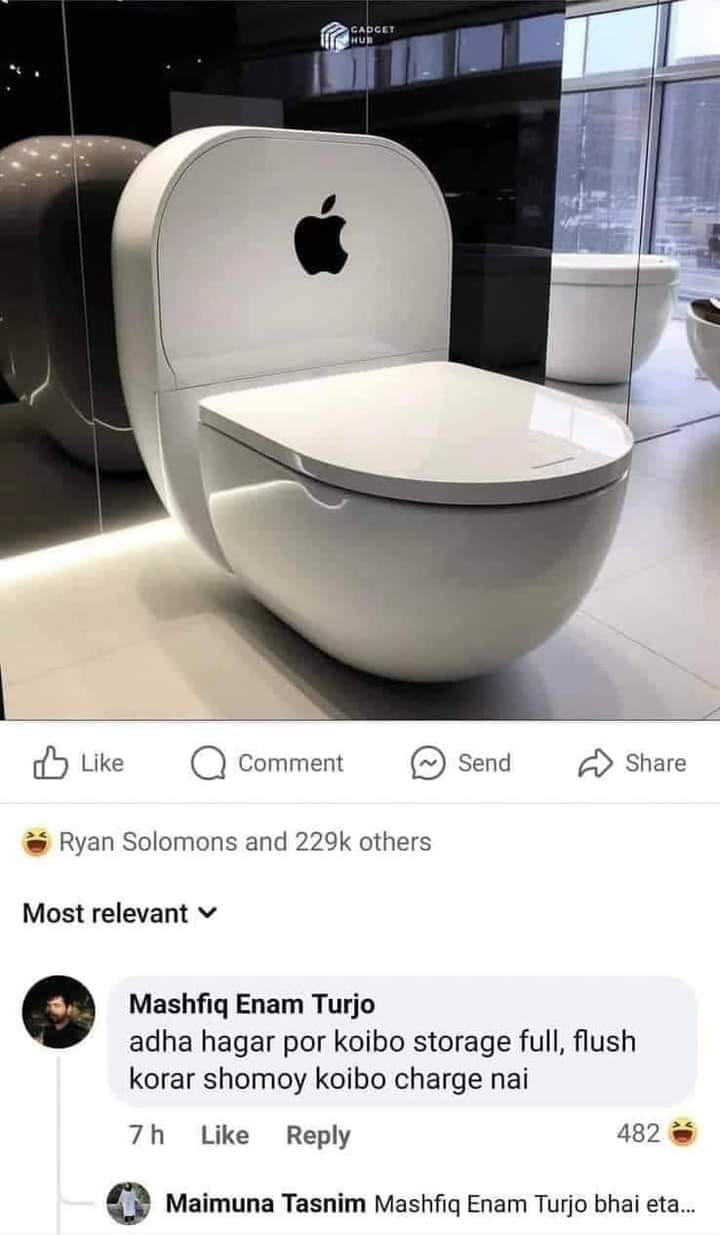 GADGET
HUB
Like Comment Send Share
Ryan Solomons and 229k others
Most relevant
Mashfiq Enam Turjo
adha hagar por koibo storage full, flush
korar shomoy koibo charge nai
7 h Like Reply 482
Maimuna Tasnim Mashfiq Enam Turjo bhai eta...